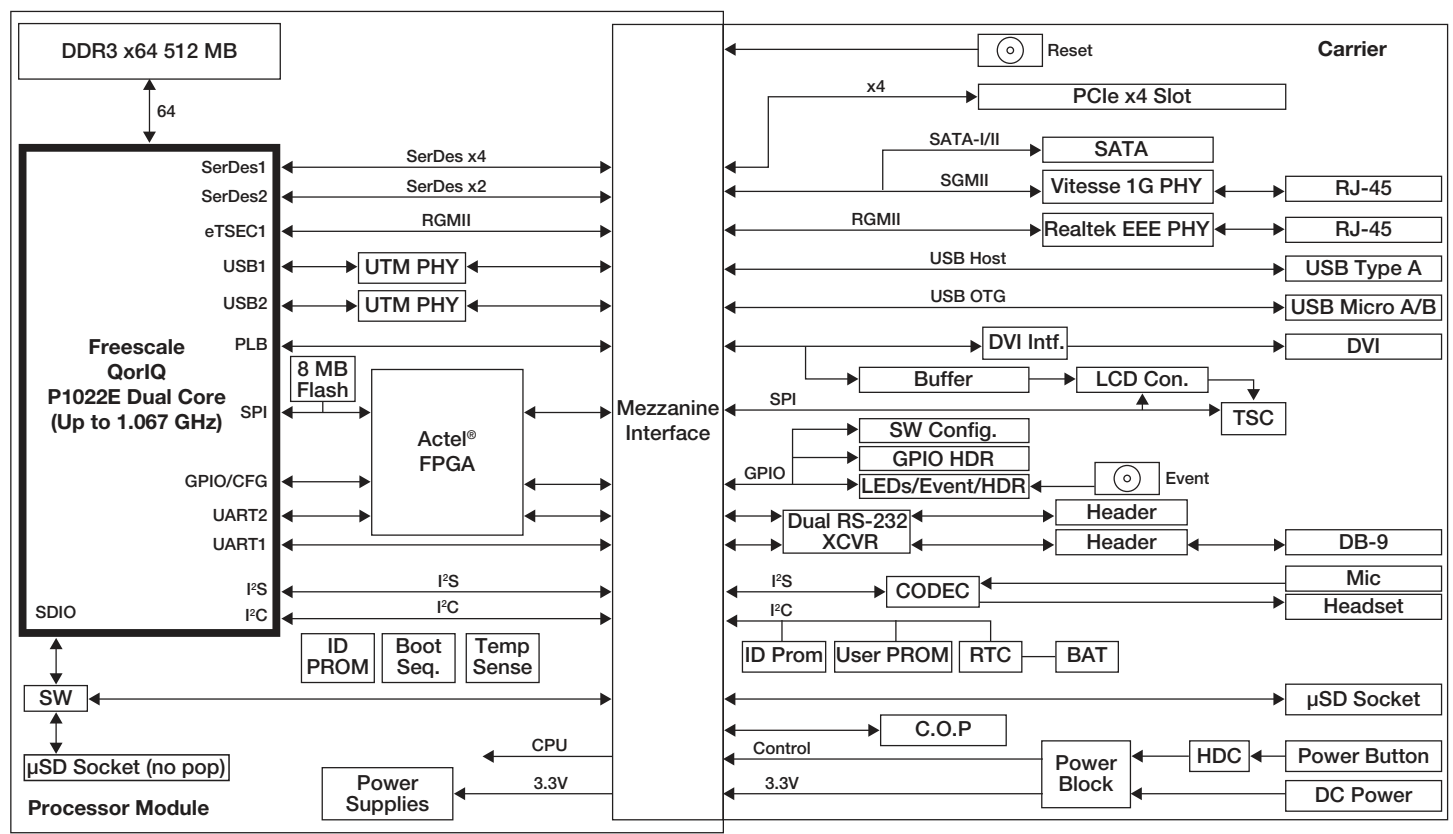 DDR3 x64 512 MB
64
SerDes1
SerDes2
eTSEC1
USB1
USB2
PLB
SPI
GPIO/CFG
UART2
UART1
I²S
I²C
SDIO
Freescale
QorIQ
P1022E Dual Core
(Up to 1.067 GHz)
SerDes x4
SerDes x2
RGMII
UTM PHY
UTM PHY
8 MB
Flash
Actel®
FPGA
I²S
I²C
ID
PROM
Boot
Seq.
Temp
Sense
SW
µSD Socket (no pop)
CPU
3.3V
Power
Supplies
Processor Module
Mezzanine
Interface
Reset
Carrier
x4
PCIe x4 Slot
SATA-I/II
SATA
SGMII
Vitesse 1G PHY
RJ-45
RGMII
Realtek EEE PHY
RJ-45
USB Host
USB Type A
USB OTG
USB Micro A/B
DVI Intf.
DVI
Buffer
LCD Con.
SPI
TSC
SW Config.
GPIO HDR
GPIO
LEDs/Event/HDR
Event
Dual RS-232
XCVR
Header
Header
DB-9
I²S
CODEC
Mic
Headset
I²C
ID Prom
User PROM
RTC
BAT
µSD Socket
C.O.P
Control
3.3V
Power
Block
HDC
Power Button
DC Power